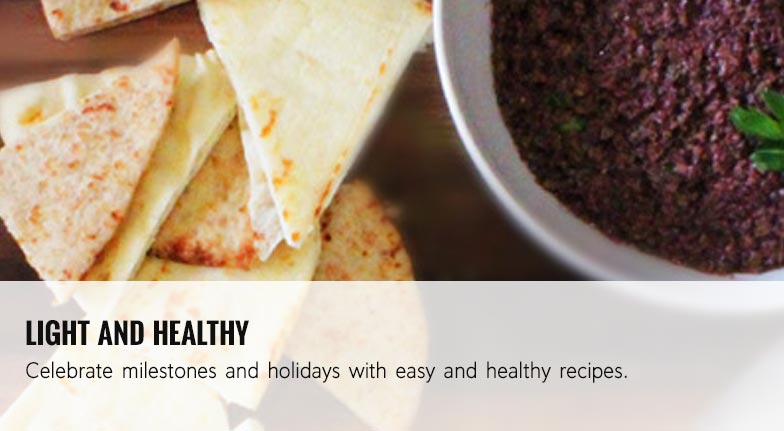 LIGHT AND HEALTHY
Celebrate milestones and holidays with easy and healthy recipes.